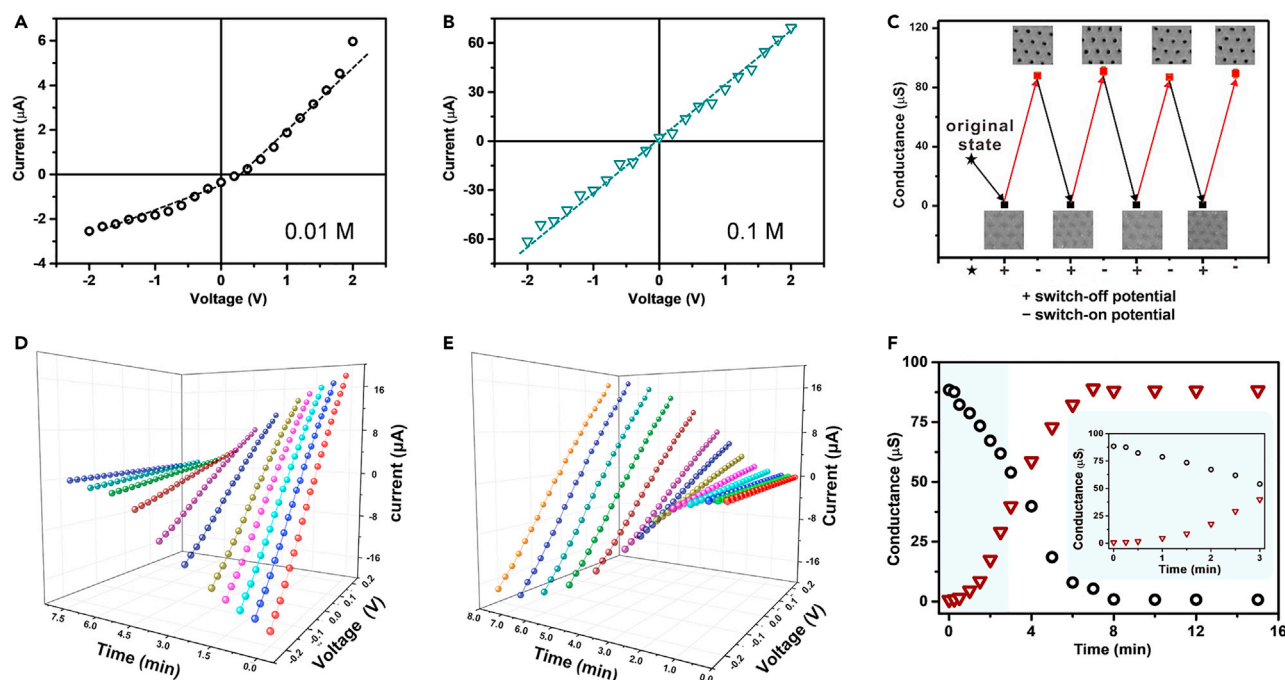 A
Current (µA)
6
4
2
0
-2
-4
-2
-1
0
1
2
Voltage (V)
0.01 M
B
Current (µA)
60
30
0
-30
-60
-2
-1
0
1
2
Voltage (V)
0.1 M
C
Conductance (µS)
120
80
40
0
original
state
★ + - + - + - + -
+ switch-off potential
− switch-on potential
D
16
8
0
-8
-16
current (µA)
7.5
6.0
4.5
3.0
1.5
0.0
Time (min)
-0.2
-0.1
0.0
0.1
0.2
Voltage (V)
E
16
8
0
-8
-16
Current (µA)
8.0
7.0
6.0
5.0
4.0
3.0
2.0
1.0
0.0
Time (min)
-0.2
-0.1
0.0
0.1
0.2
Voltage (V)
F
Conductance (µS)
100
75
50
25
0
0
4
8
12
16
Time (min)
Conductance (µS)
100
75
50
25
0
0
1
2
3
Time (min)